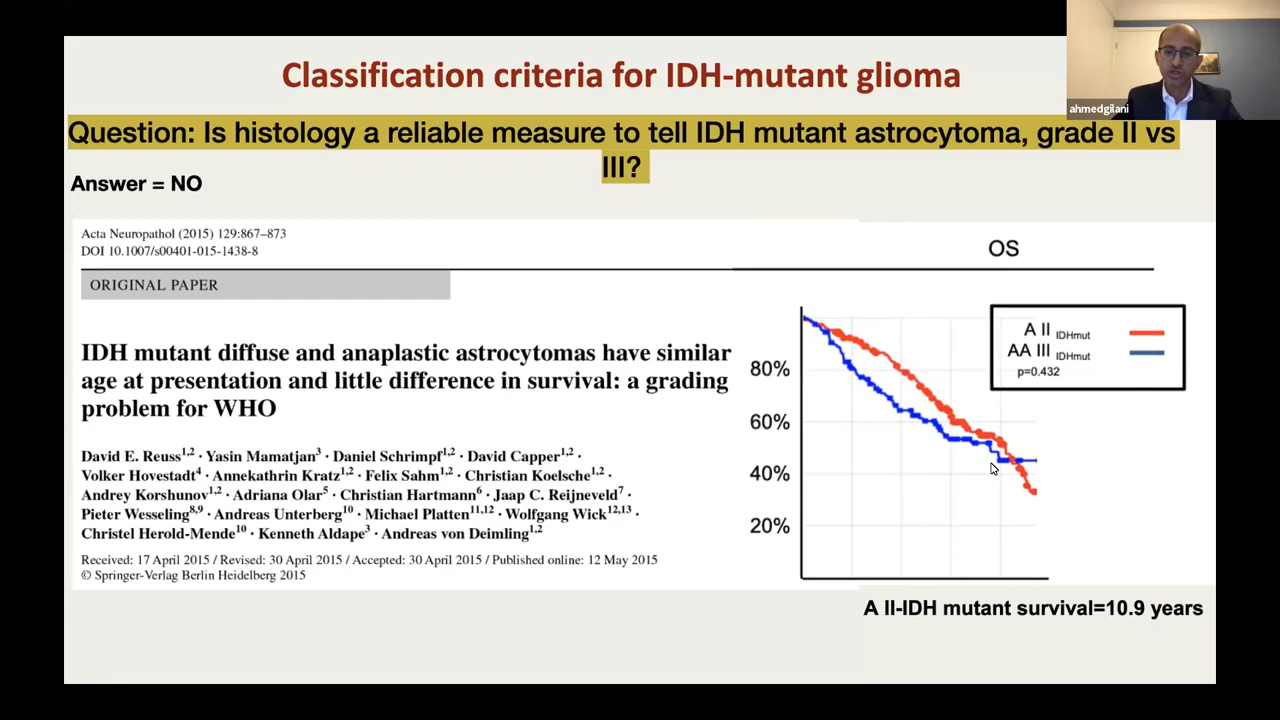 Classification criteria for IDH-mutant glioma
ahmedgilani
Question: Is histology a reliable measure to tell IDH mutant astrocytoma, grade II vs
III?
Answer = NO
Acta Neuropathol (2015) 129:867–873
DOI 10.1007/s00401-015-1438-8
ORIGINAL PAPER
IDH mutant diffuse and anaplastic astrocytomas have similar
age at presentation and little difference in survival: a grading
problem for WHO
David E. Reuss1,2 · Yasin Mamatjan3 · Daniel Schrimpf1,2 · David Capper1,2 ·
Volker Hovestadt4 · Annekathrin Kratz1,2 · Felix Sahm1,2 · Christian Koelsche1,2 ·
Andrey Korshunov1,2 · Adriana Olar5 · Christian Hartmann6 · Jaap C. Reijneveld7 ·
Pieter Wesseling8,9 · Andreas Unterberg10 · Michael Platten11,12 · Wolfgang Wick12,13 ·
Christel Herold-Mende10 · Kenneth Aldape3 · Andreas von Deimling1,2
Received: 17 April 2015 / Revised: 30 April 2015 / Accepted: 30 April 2015 / Published online: 12 May 2015
© Springer-Verlag Berlin Heidelberg 2015
OS
A II IDHmut
AA III IDHmut
p=0.432
80%
60%
40%
20%
A II-IDH mutant survival=10.9 years